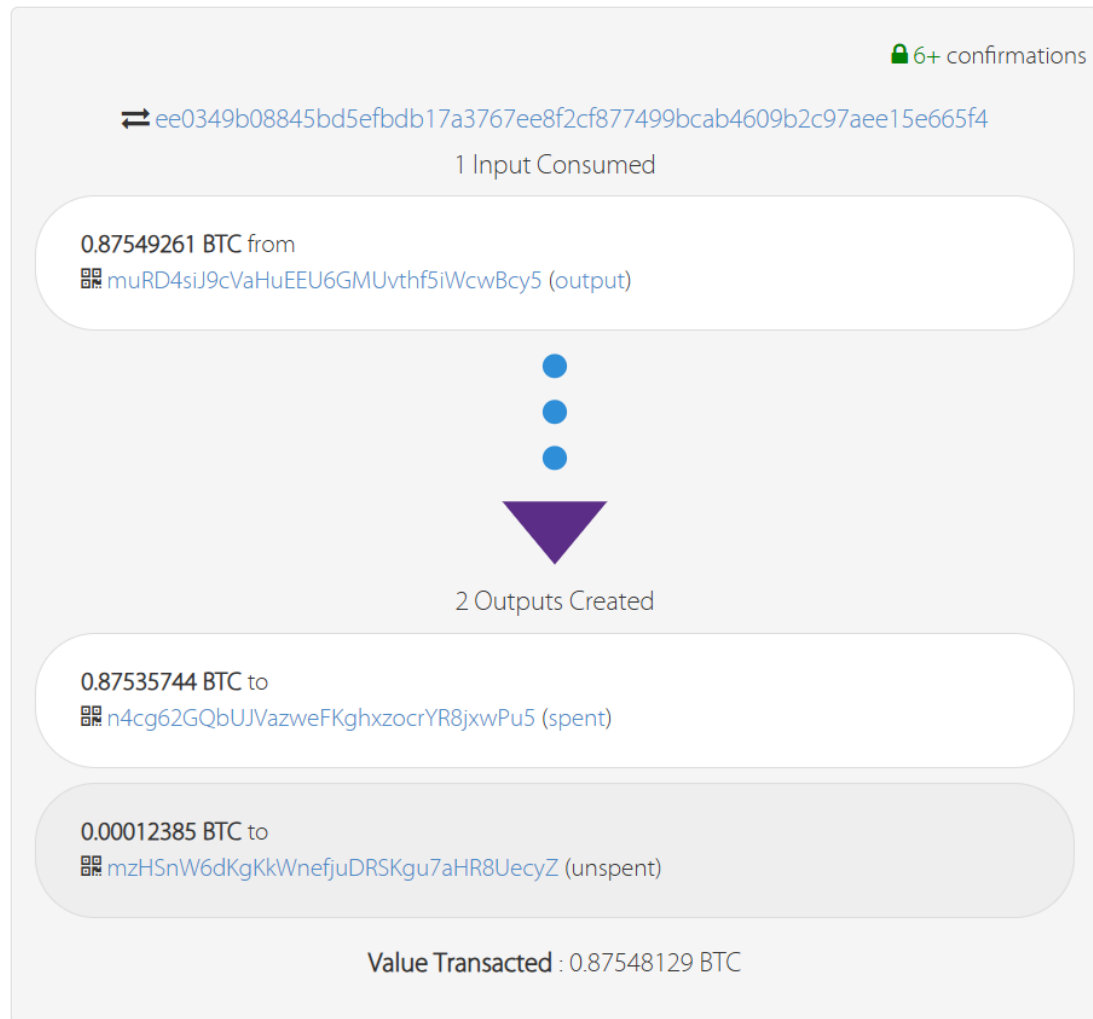 6+ confirmations
ee0349b08845bd5efbdb17a3767ee8f2cf877499bcab4609b2c97aee15e665f4
1 Input Consumed
0.87549261 BTC from
muRD4siJ9cVaHuEEU6GMUvthf5iWcwBcy5 (output)
2 Outputs Created
0.87535744 BTC to
n4cg62GQbUJVazweFKghxzocrYR8jxwPu5 (spent)
0.00012385 BTC to
mzHSnW6dKgKkWnefjuDRSKgu7aHR8UecyZ (unspent)
Value Transacted : 0.87548129 BTC